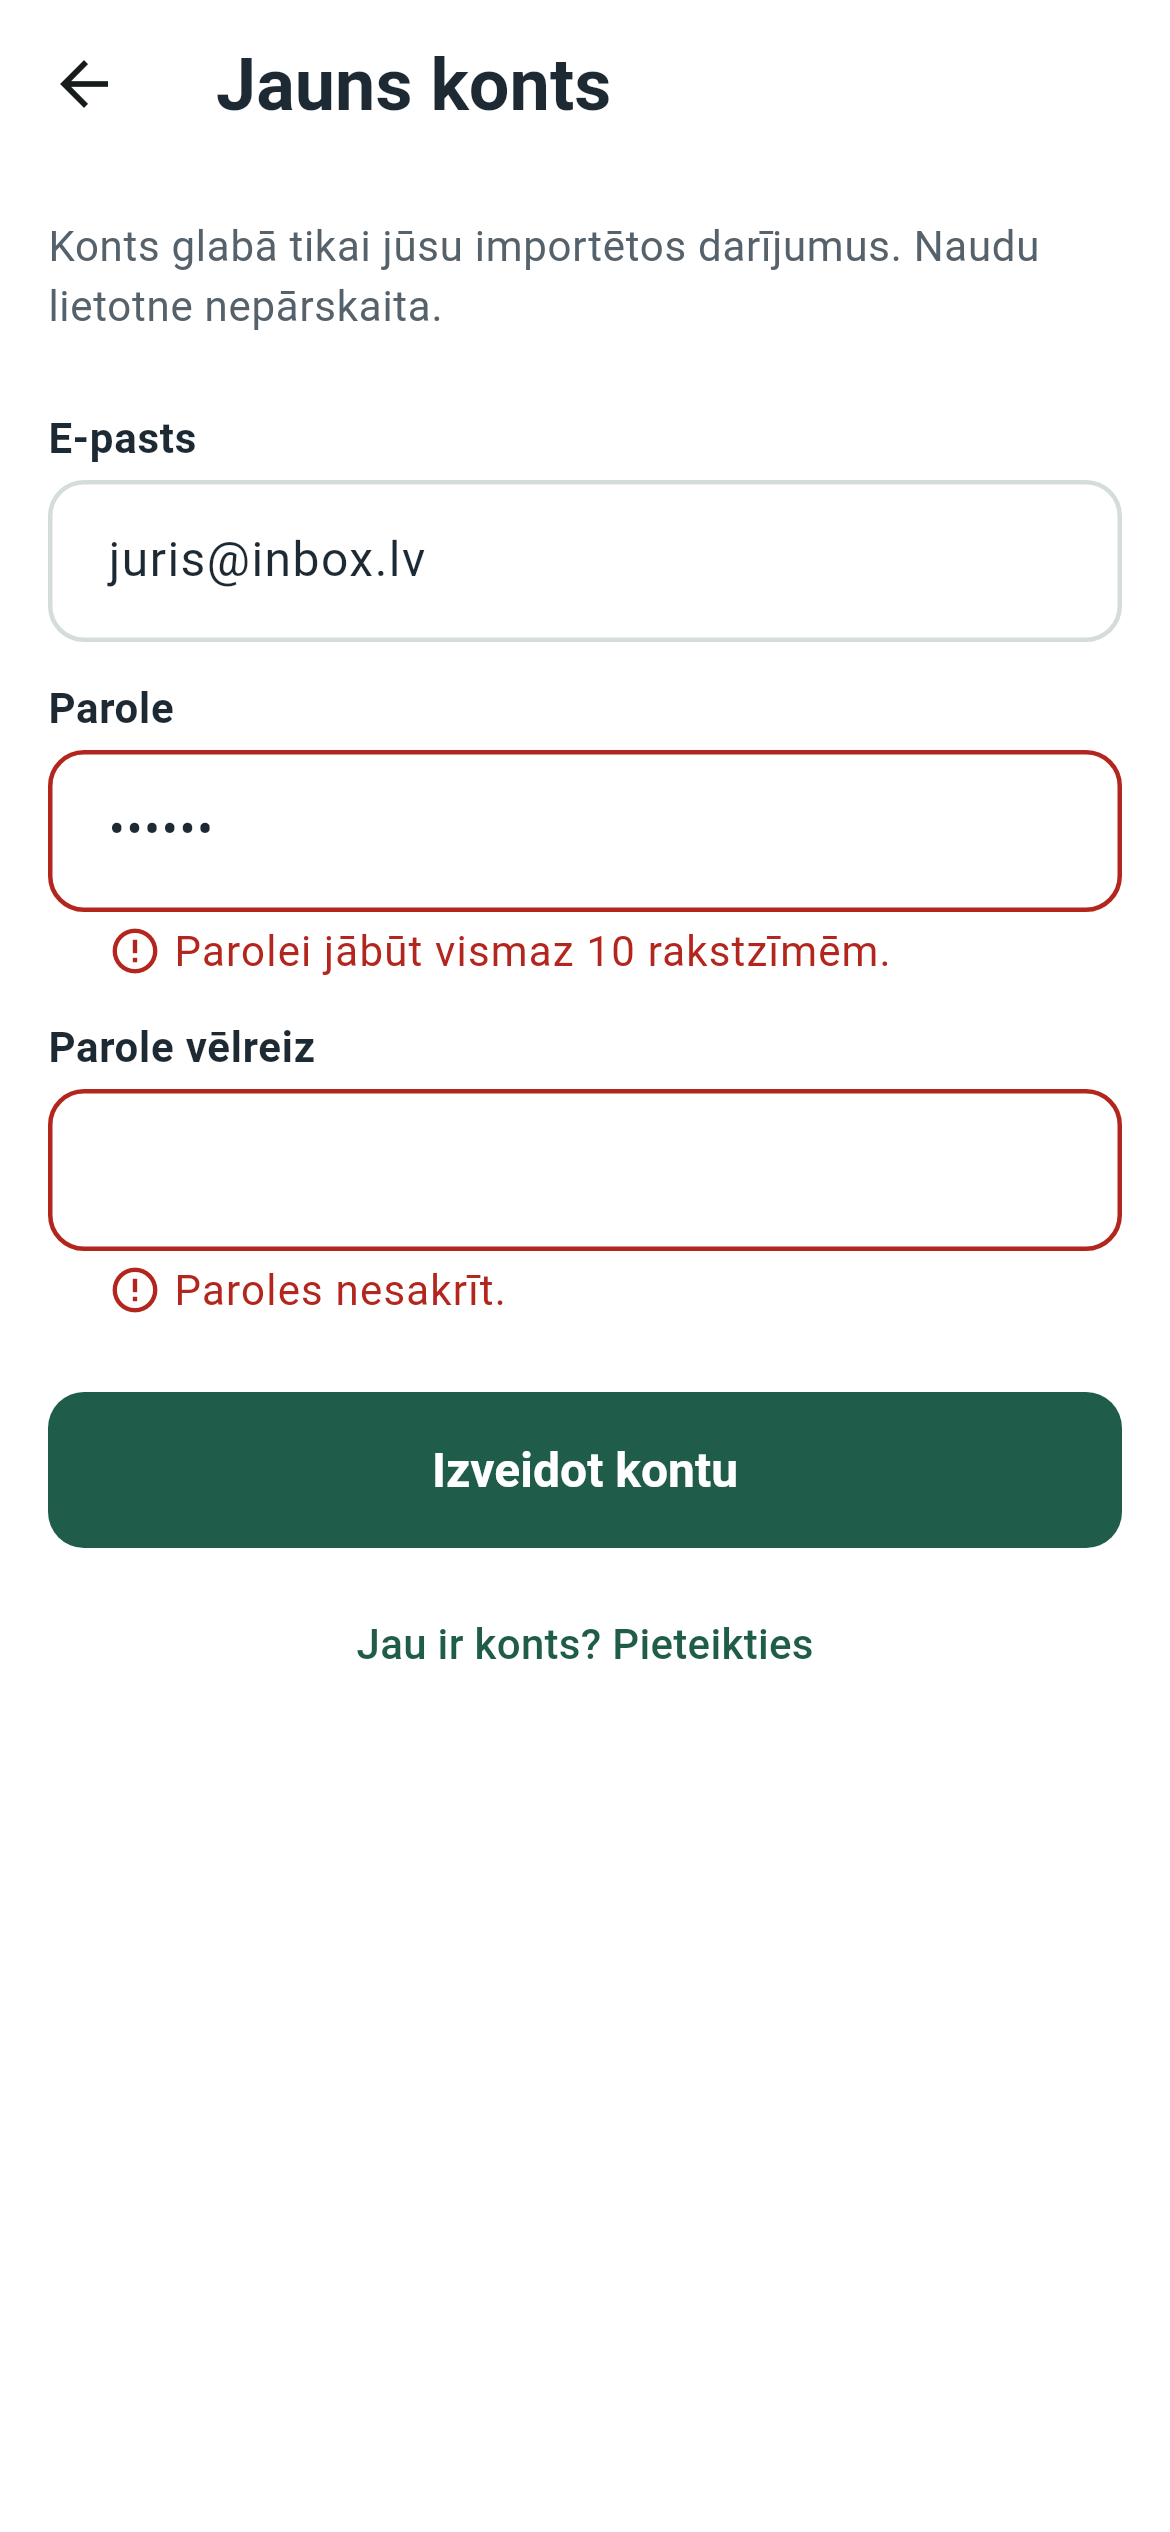 Jauns konts
Konts glabā tikai jūsu importētos darījumus. Naudu
lietotne nepārskaita.
E-pasts
juris@inbox.lv
Parole
••••••
Parolei jābūt vismaz 10 rakstzīmēm.
Parole vēlreiz
Paroles nesakrīt.
Izveidot kontu
Jau ir konts? Pieteikties